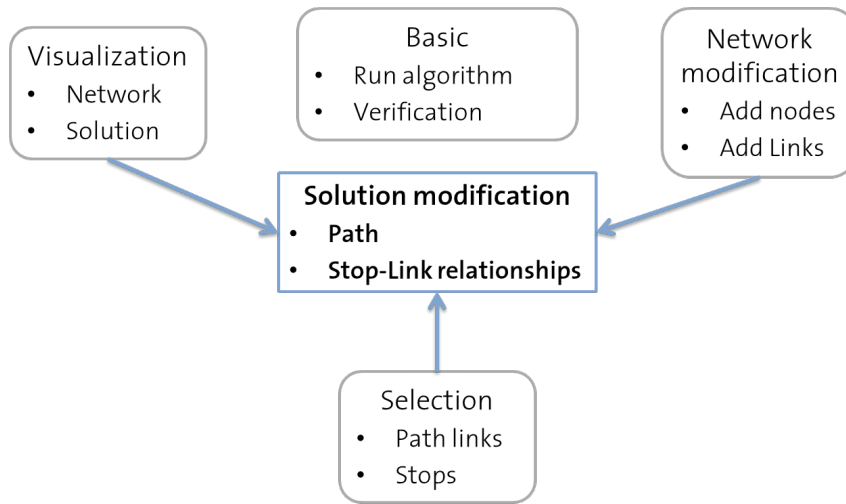 Visualization
• Network
• Solution
Basic
• Run algorithm
• Verification
Network
modification
• Add nodes
• Add Links
Solution modification
• Path
• Stop-Link relationships
Selection
• Path links
• Stops